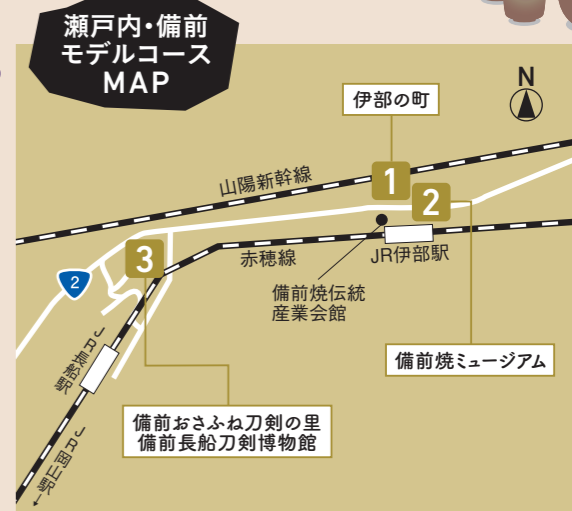 瀬戸内・備前
モデルコース
MAP
N
伊部の町
山陽新幹線
1
2
3
赤穂線
JR伊部駅
2
備前焼伝統
産業会館
JR長船駅
備前焼ミュージアム
備前おさふね刀剣の里
備前長船刀剣博物館
JR岡山駅
↓